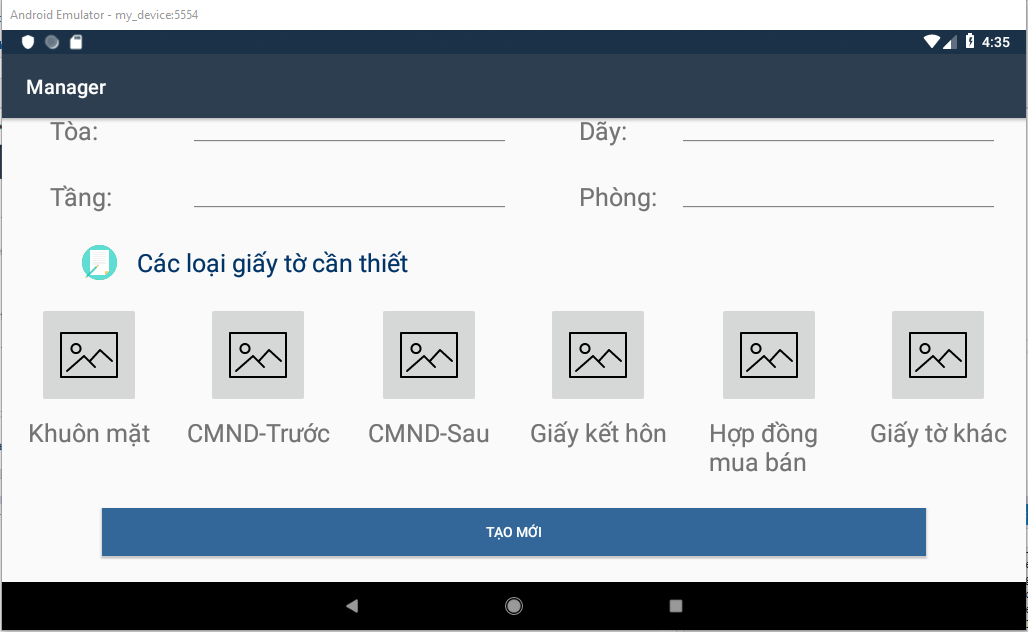 Android Emulator - my_device:5554
4:35
Manager
Tòa:
Dãy:
Tầng:
Phòng:
Các loại giấy tờ cần thiết
Khuôn mặt
CMND-Trước
CMND-Sau
Giấy kết hôn
Hợp đồng
mua bán
Giấy tờ khác
TẠO MỚI